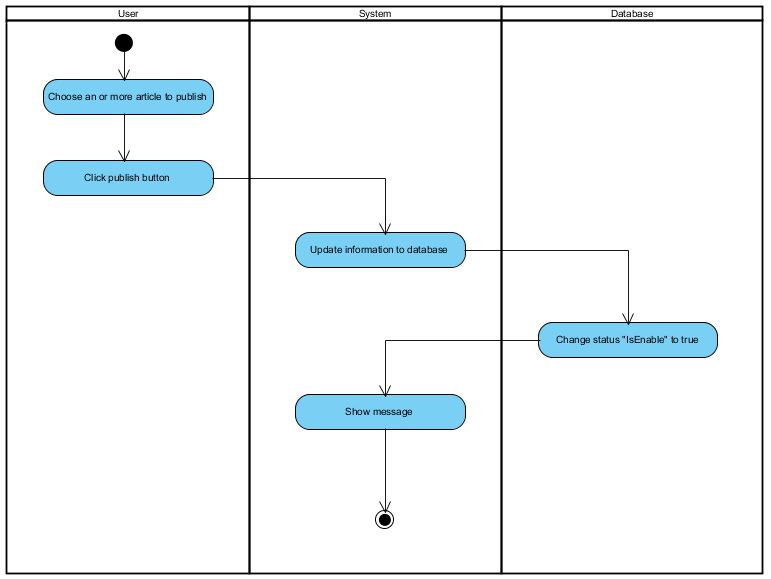 User
System
Database
Choose an or more article to publish
Click publish button
Update information to database
Change status "IsEnable" to true
Show message